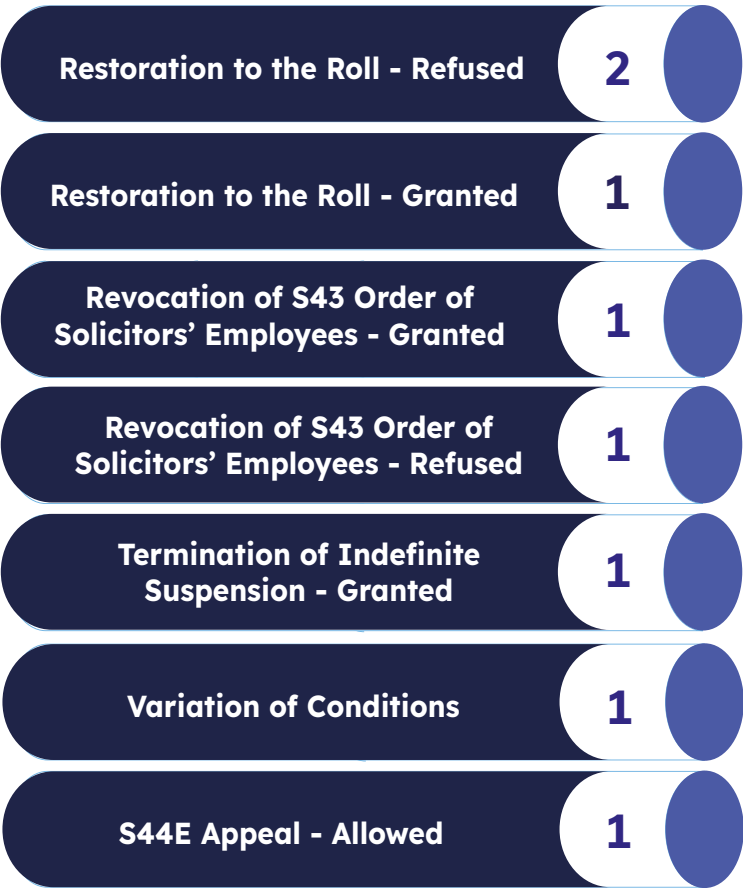 Restoration to the Roll - Refused
2
Restoration to the Roll - Granted
1
Revocation of S43 Order of
Solicitors’ Employees - Granted
1
Revocation of S43 Order of
Solicitors’ Employees - Refused
1
Termination of Indefinite
Suspension - Granted
1
Variation of Conditions
1
S44E Appeal - Allowed
1